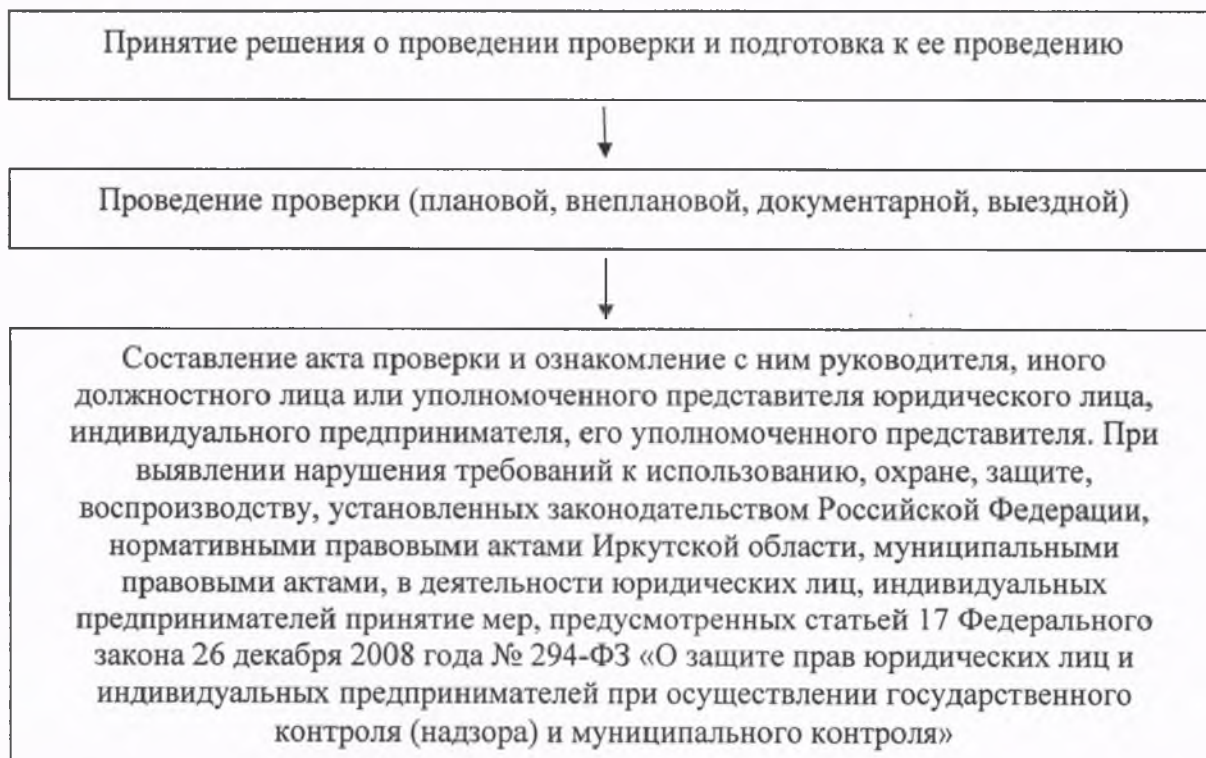 Принятие решения о проведении проверки и подготовка к ее проведению
Проведение проверки (плановой, внеплановой, документарной, выездной)
Составление акта проверки и ознакомление с ним руководителя, иного
должностного лица или уполномоченного представителя юридического лица,
индивидуального предпринимателя, его уполномоченного представителя. При
выявлении нарушения требований к использованию, охране, защите,
воспроизводству, установленных законодательством Российской Федерации,
нормативными правовыми актами Иркутской области, муниципальными
правовыми актами, в деятельности юридических лиц, индивидуальных
предпринимателей принятие мер, предусмотренных статьей 17 Федерального
закона 26 декабря 2008 года № 294-ФЗ «О защите прав юридических лиц и
индивидуальных предпринимателей при осуществлении государственного
контроля (надзора) и муниципального контроля»